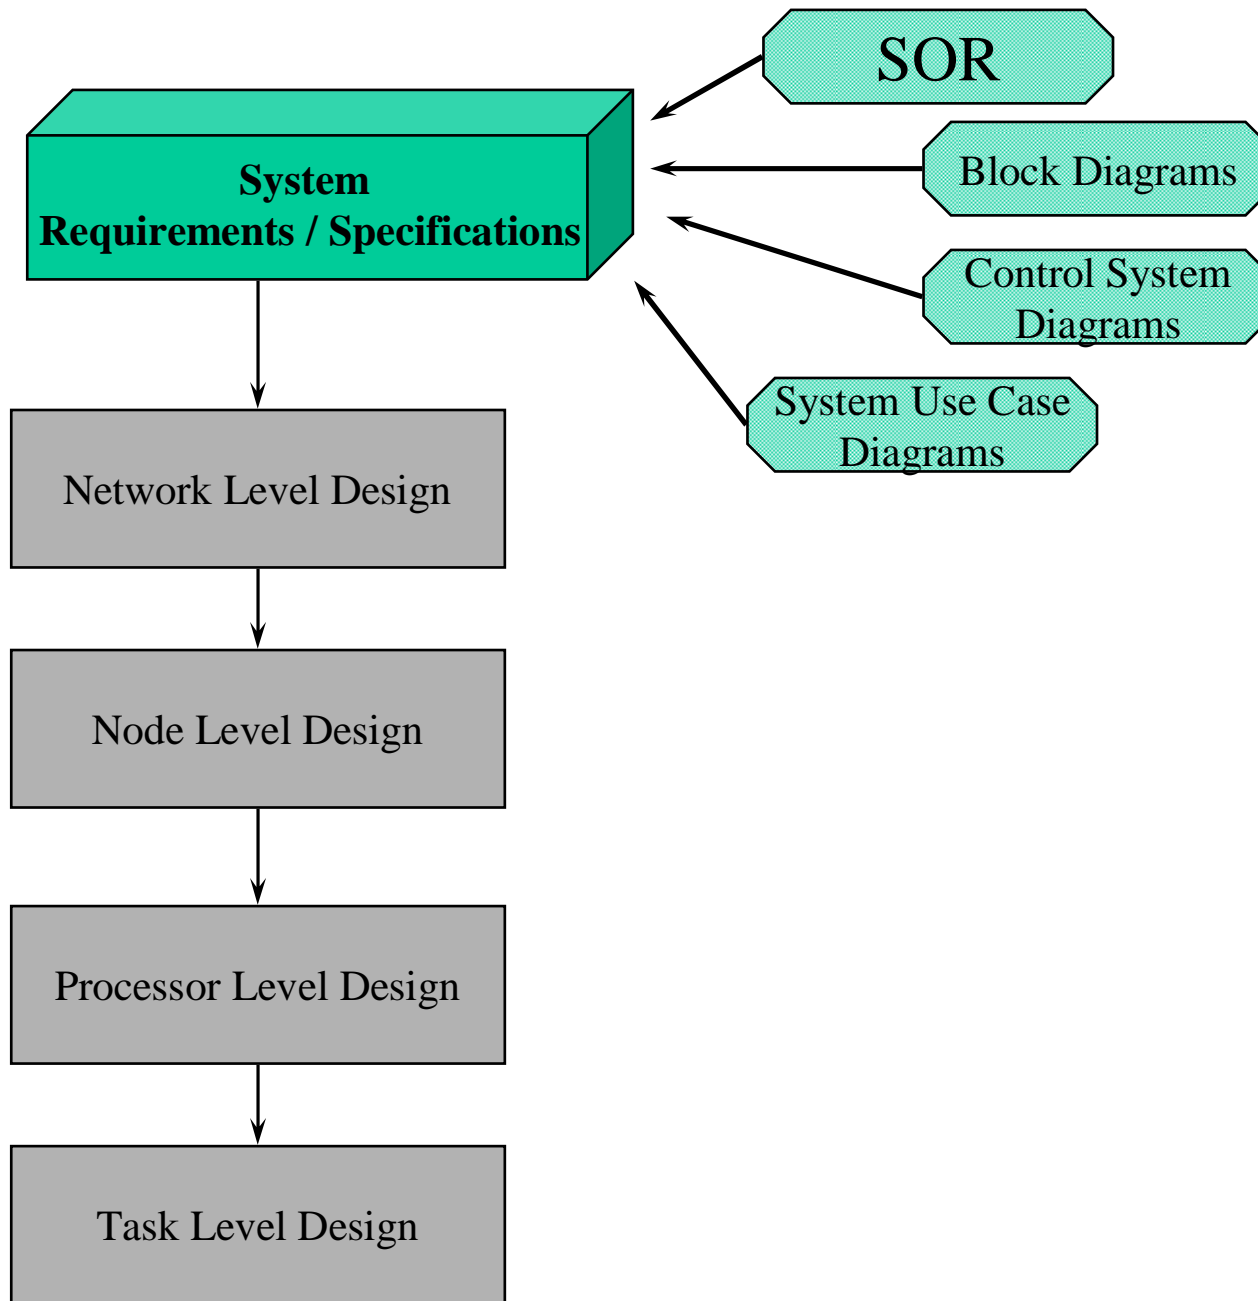 SOR
System
Requirements / Specifications
Block Diagrams
Control System
Diagrams
System Use Case
Diagrams
Network Level Design
Node Level Design
Processor Level Design
Task Level Design